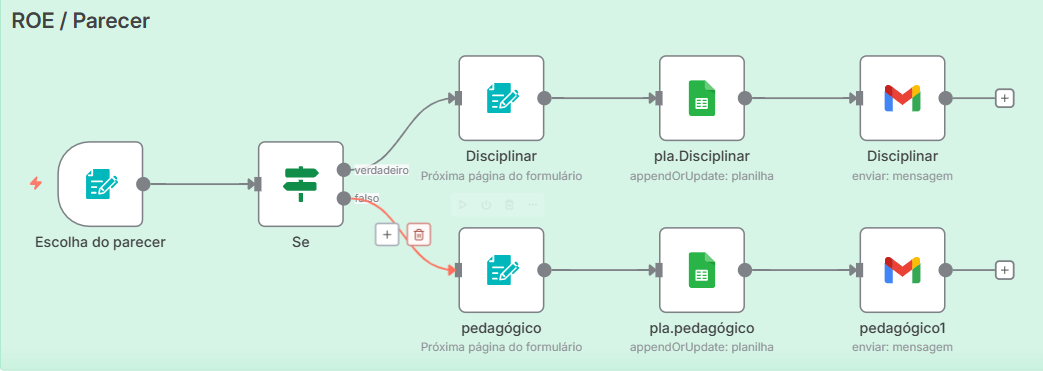 ROE / Parecer
Escolha do parecer
Se
verdadeiro
falso
Disciplinar
Próxima página do formulário
pla.Disciplinar
appendOrUpdate: planilha
Disciplinar
enviar: mensagem
pedagógico
Próxima página do formulário
pla.pedagógico
appendOrUpdate: planilha
pedagógico1
enviar: mensagem